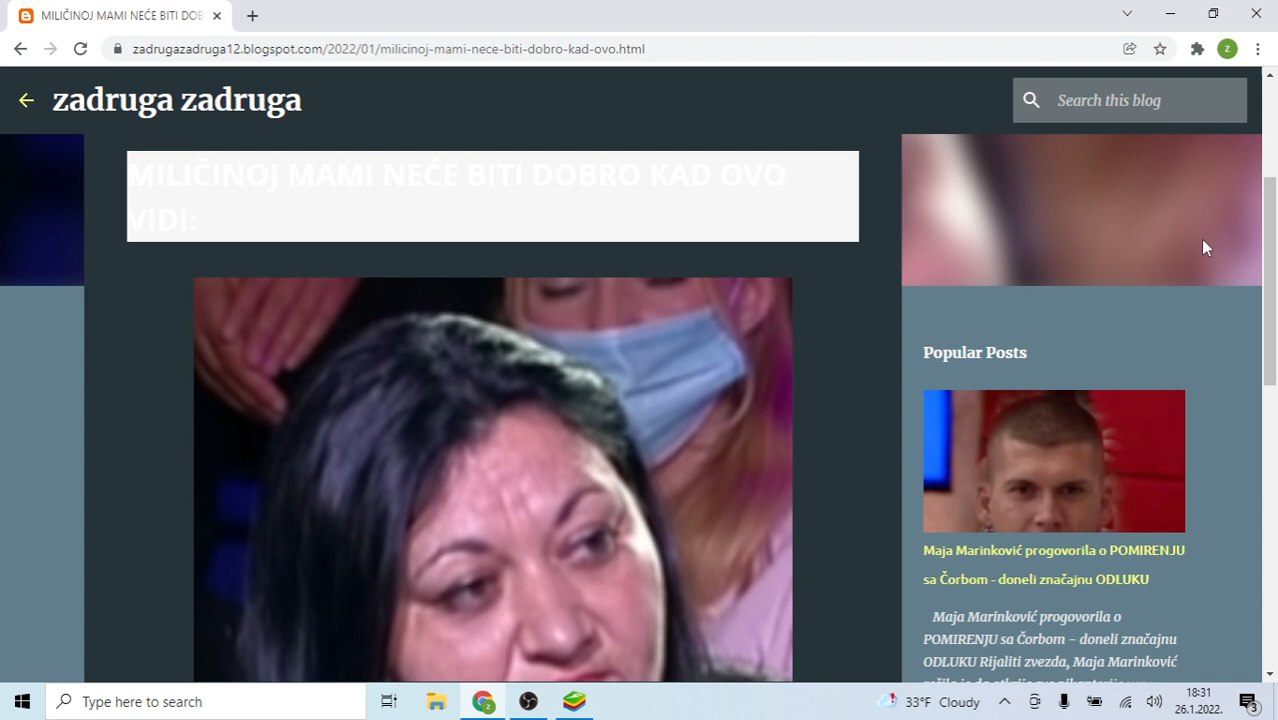 MILIČINOJ MAMI NEĆE BITI DOB
zadrugazadruga12.blogspot.com/2022/01/milicinoj-mami-nece-biti-dobro-kad-ovo.html
z
zadruga zadruga
Search this blog
MILIČINOJ MAMI NEĆE BITI DOBRO KAD OVO
VIDI:
Popular Posts
Maja Marinković progovorila o POMIRENJU
sa Čorbom - doneli značajnu ODLUKU
Maja Marinković progovorila o
POMIRENJU sa Čorbom – doneli značajnu
ODLUKU Rijaliti zvezda, Maja Marinković
Type here to search
z
33°F Cloudy
18:31
26.1.2022.
3